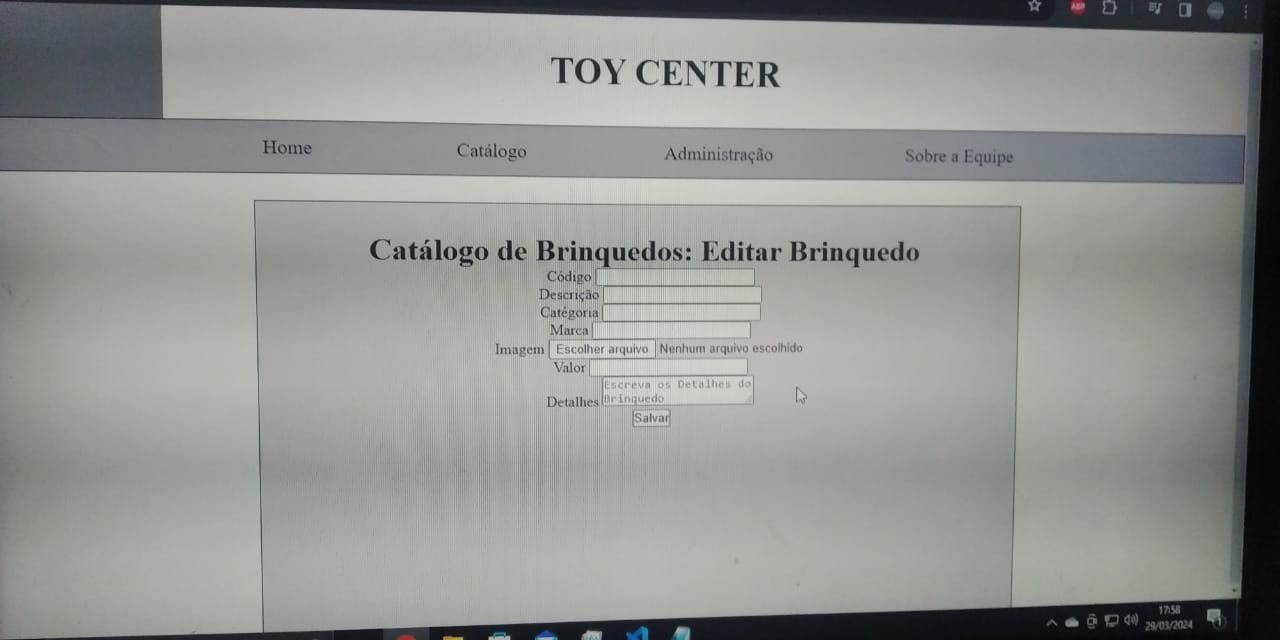 TOY CENTER
Home Catálogo Administração Sobre a Equipe
Catálogo de Brinquedos: Editar Brinquedo
Código
Descrição
Catégoria
Marca
Imagem Escolher arquivo Nenhum arquivo escolhido
Valor
Detalhes Escreva os Detalhes do
Brinquedo
Salvar
17:58
29/03/2024